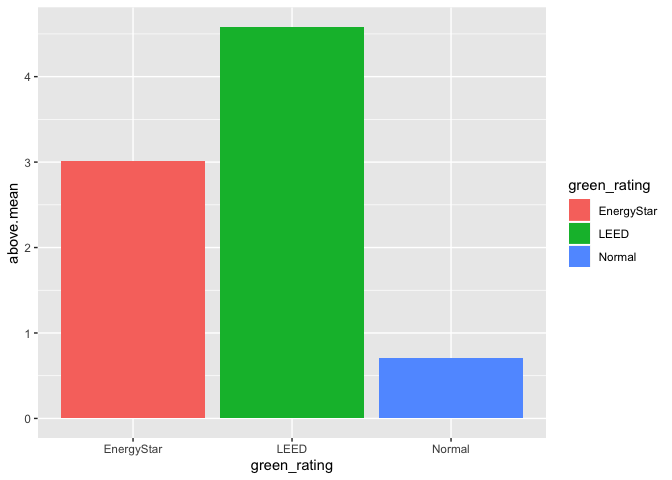 above.mean
4
3
2
1
0
EnergyStar LEED Normal
green_rating
green_rating
EnergyStar
LEED
Normal